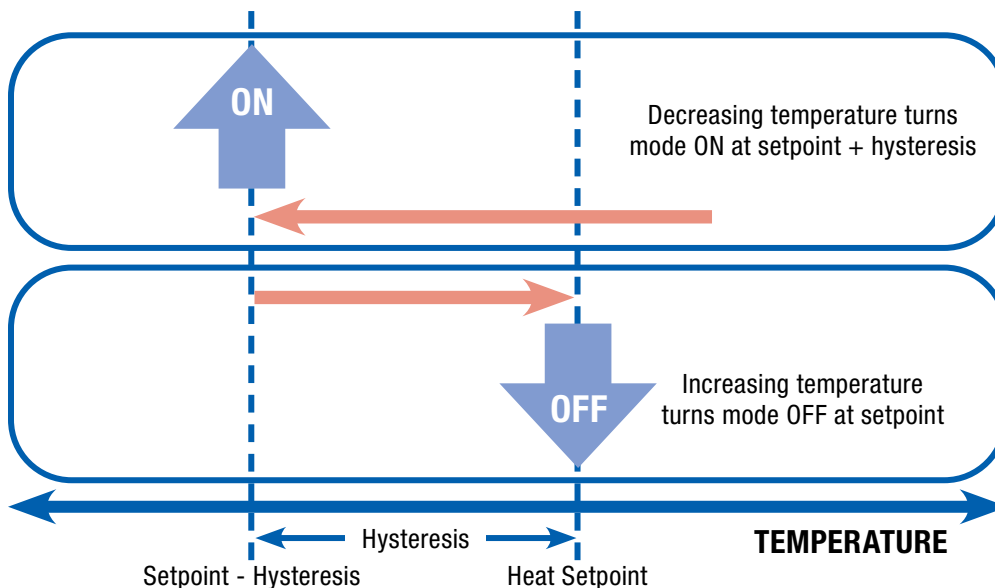 ON
Decreasing temperature turns
mode ON at setpoint + hysteresis
OFF
Increasing temperature
turns mode OFF at setpoint
Hysteresis
TEMPERATURE
Setpoint - Hysteresis
Heat Setpoint